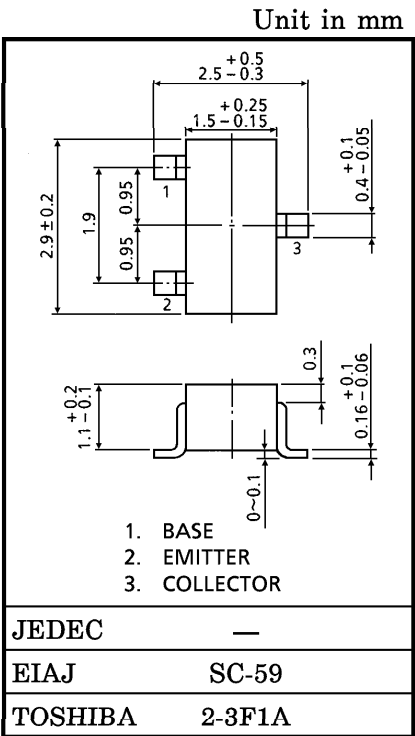 Unit in mm
+0.5
2.5 – 0.3
+0.25
1.5 – 0.15
+0.1
0.4 – 0.05
2.9 ± 0.2
1.9
0.95
0.95
1
2
3
0.3
+0.2
1.1 – 0.1
+0.1
0.16 – 0.06
0~0.1
1. BASE
2. EMITTER
3. COLLECTOR
JEDEC —
EIAJ SC-59
TOSHIBA 2-3F1A